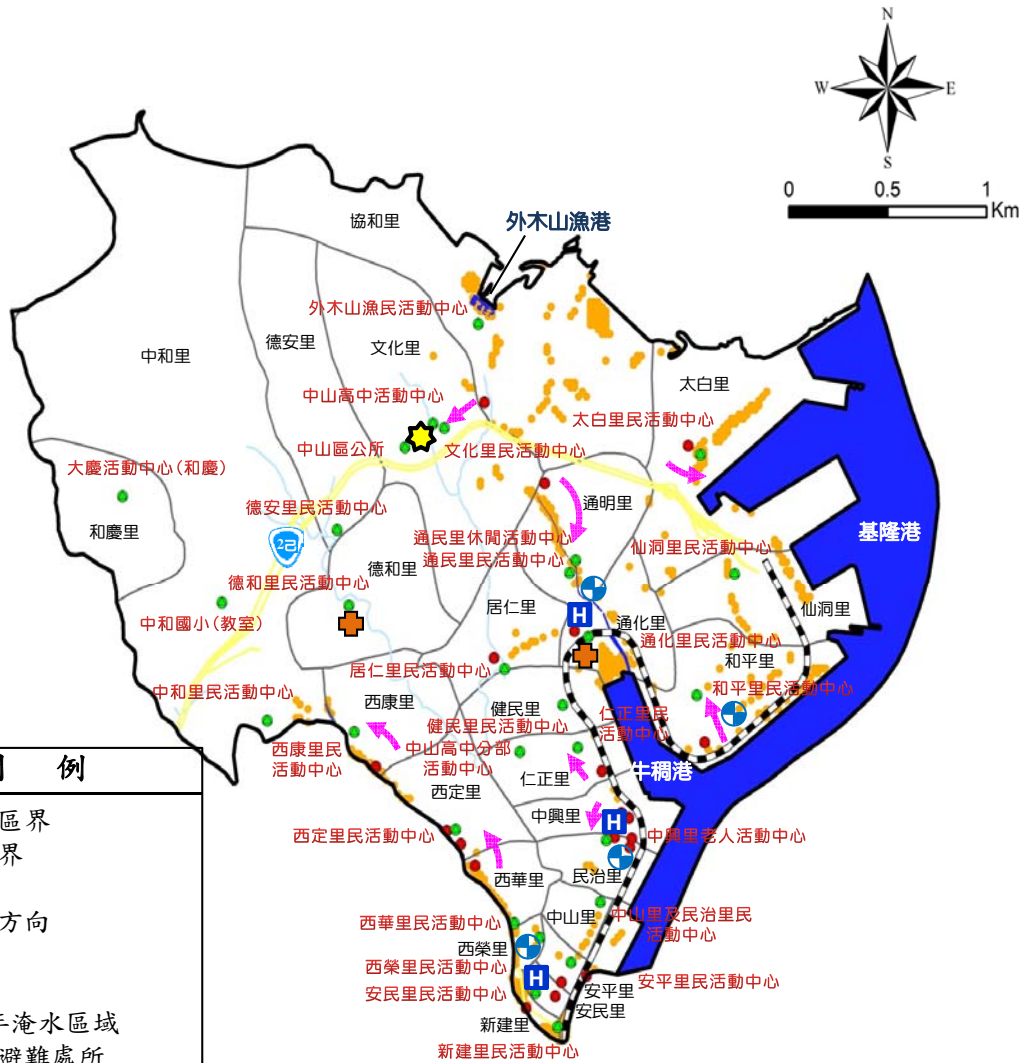 N
W
E
S
0
0.5
1
Km
協和里
外木山漁港
外木山漁民活動中心
德安里
文化里
中和里
太白里
中山高中活動中心
太白里民活動中心
中山區公所
文化里民活動中心
大慶活動中心(和慶)
德安里民活動中心
通明里
和慶里
2己
通民里休閒活動中心
通民里民活動中心
仙洞里民活動中心
基隆港
德和里
德和里民活動中心
居仁里
H
通化里
仙洞里
中和國小(教室)
通化里民活動中心
和平里
居仁里民活動中心
中和里民活動中心
西康里
健民里
仁正里民
活動中心
和平里民活動中心
健民里民活動中心
西康里民
活動中心
中山高中分部
活動中心
仁正里
牛稠港
西定里
中興里
H
中興里老人活動中心
西定里民活動中心
西華里
民治里
中山里
中山里及民治里民
活動中心
西華里民活動中心
西榮里
西榮里民活動中心
H
安民里民活動中心
安平里
安平里民活動中心
安民里
新建里
新建里民活動中心
例
區界
界
方向
淹水區域
避難處所